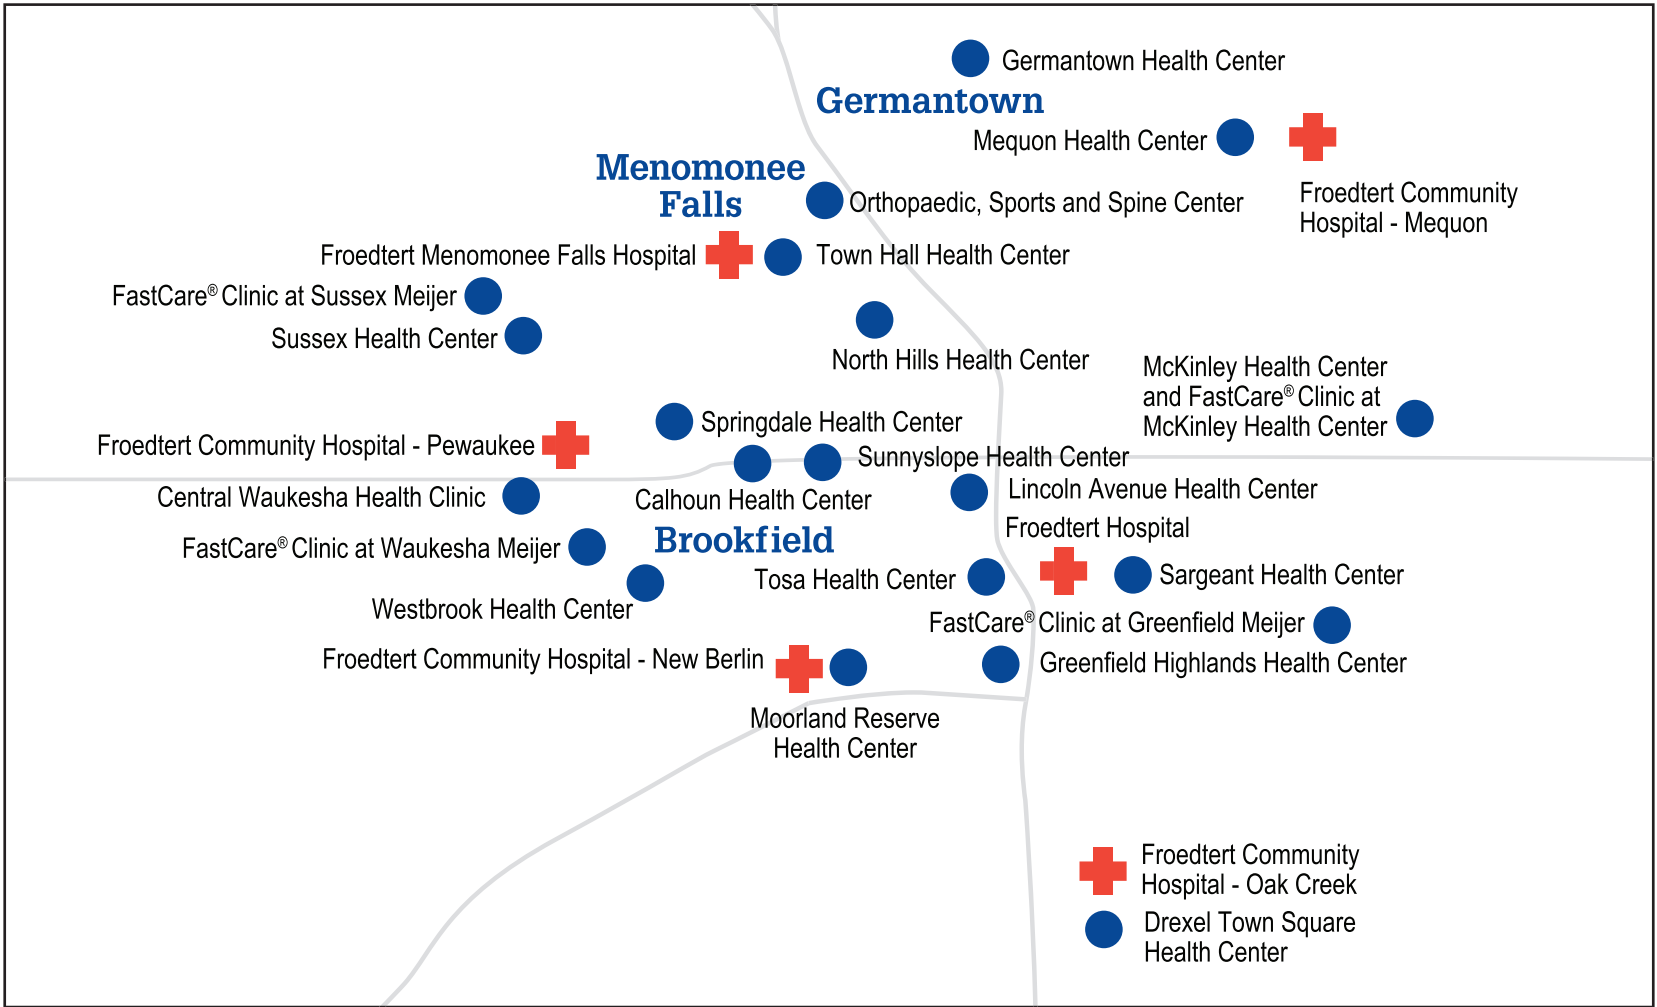 Germantown Health Center
Germantown
Mequon Health Center
Froedtert Community
Hospital - Mequon
Menomonee
Falls
Orthopaedic, Sports and Spine Center
Froedtert Menomonee Falls Hospital
Town Hall Health Center
FastCare® Clinic at Sussex Meijer
Sussex Health Center
North Hills Health Center
McKinley Health Center
and FastCare® Clinic at
McKinley Health Center
Springdale Health Center
Froedtert Community Hospital - Pewaukee
Sunnyslope Health Center
Central Waukesha Health Clinic
Calhoun Health Center
Lincoln Avenue Health Center
Froedtert Hospital
Brookfield
FastCare® Clinic at Waukesha Meijer
Tosa Health Center
Sargeant Health Center
Westbrook Health Center
FastCare® Clinic at Greenfield Meijer
Froedtert Community Hospital - New Berlin
Greenfield Highlands Health Center
Moorland Reserve
Health Center
Froedtert Community
Hospital - Oak Creek
Drexel Town Square
Health Center